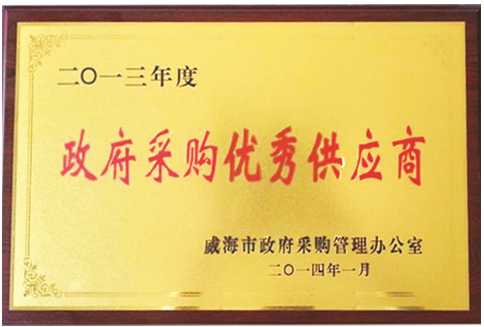 二〇一三年度
政府采购优秀供应商
威海市政府采购管理办公室
二〇一四年一月